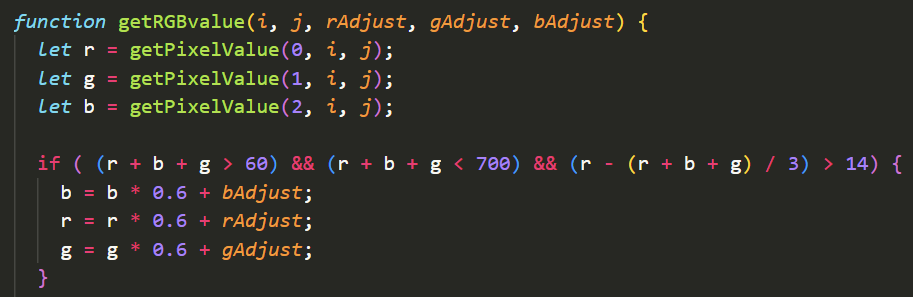 function getRGBvalue(i, j, rAdjust, gAdjust, bAdjust) {
let r = getPixelValue(0, i, j);
let g = getPixelValue(1, i, j);
let b = getPixelValue(2, i, j);
if ( (r + b + g > 60) && (r + b + g < 700) && (r - (r + b + g) / 3) > 14) {
b = b * 0.6 + bAdjust;
r = r * 0.6 + rAdjust;
g = g * 0.6 + gAdjust;
}